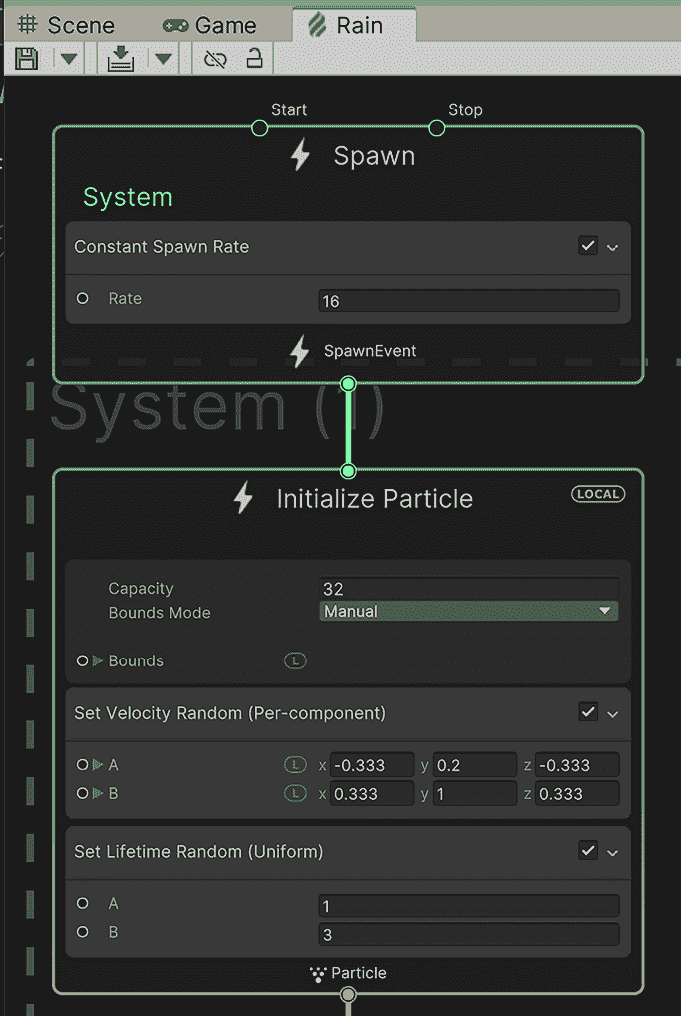 Scene Game Rain
Start Stop
Spawn
System
Constant Spawn Rate
Rate 16
SpawnEvent
System (1)
Initialize Particle LOCAL
Capacity 32
Bounds Mode Manual
Bounds L
Set Velocity Random (Per-component)
A L x -0.333 y 0.2 z -0.333
B L x 0.333 y 1 z 0.333
Set Lifetime Random (Uniform)
A 1
B 3
Particle